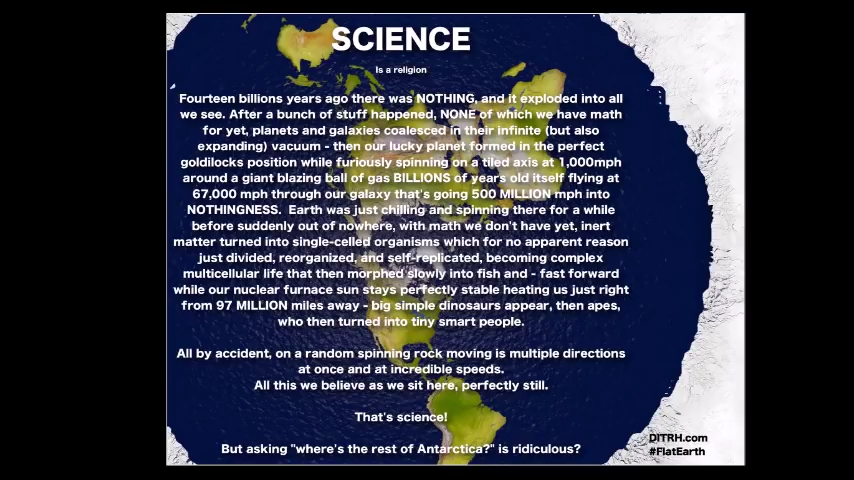 SCIENCE
Is a religion
Fourteen billions years ago there was NOTHING, and it exploded into all
we see. After a bunch of stuff happened, NONE of which we have math
for yet, planets and galaxies coalesced in their infinite (but also
expanding) vacuum - then our lucky planet formed in the perfect
goldilocks position while furiously spinning on a tiled axis at 1,000mph
around a giant blazing ball of gas BILLIONS of years old itself flying at
67,000 mph through our galaxy that's going 500 MILLION mph into
NOTHINGNESS. Earth was just chilling and spinning there for a while
before suddenly out of nowhere, with math we don't have yet, inert
matter turned into single-celled organisms which for no apparent reason
just divided, reorganized, and self-replicated, becoming complex
multicellular life that then morphed slowly into fish and - fast forward
while our nuclear furnace sun stays perfectly stable heating us just right
from 97 MILLION miles away - big simple dinosaurs appear, then apes,
who then turned into tiny smart people.
All by accident, on a random spinning rock moving is multiple directions
at once and at incredible speeds.
All this we believe as we sit here, perfectly still.
That's science!
But asking "where's the rest of Antarctica?" is ridiculous?
DITRH.com
#FlatEarth